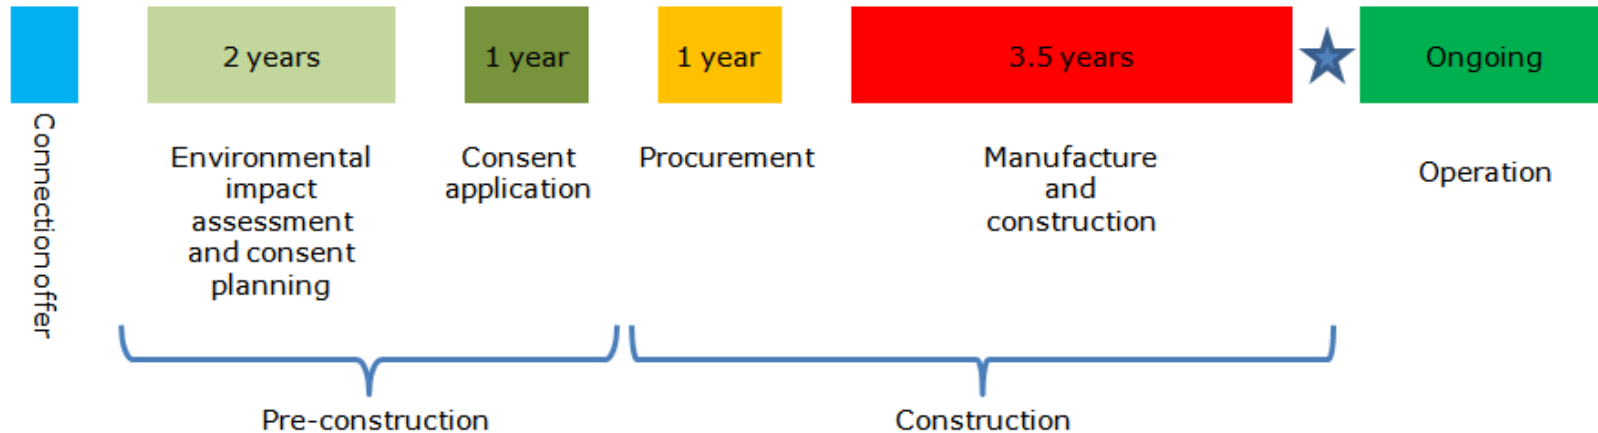 2 years
1 year
1 year
3.5 years
Ongoing
Connection offer
Environmental
impact
assessment
and consent
planning
Consent
application
Procurement
Manufacture
and
construction
Operation
Pre-construction
Construction